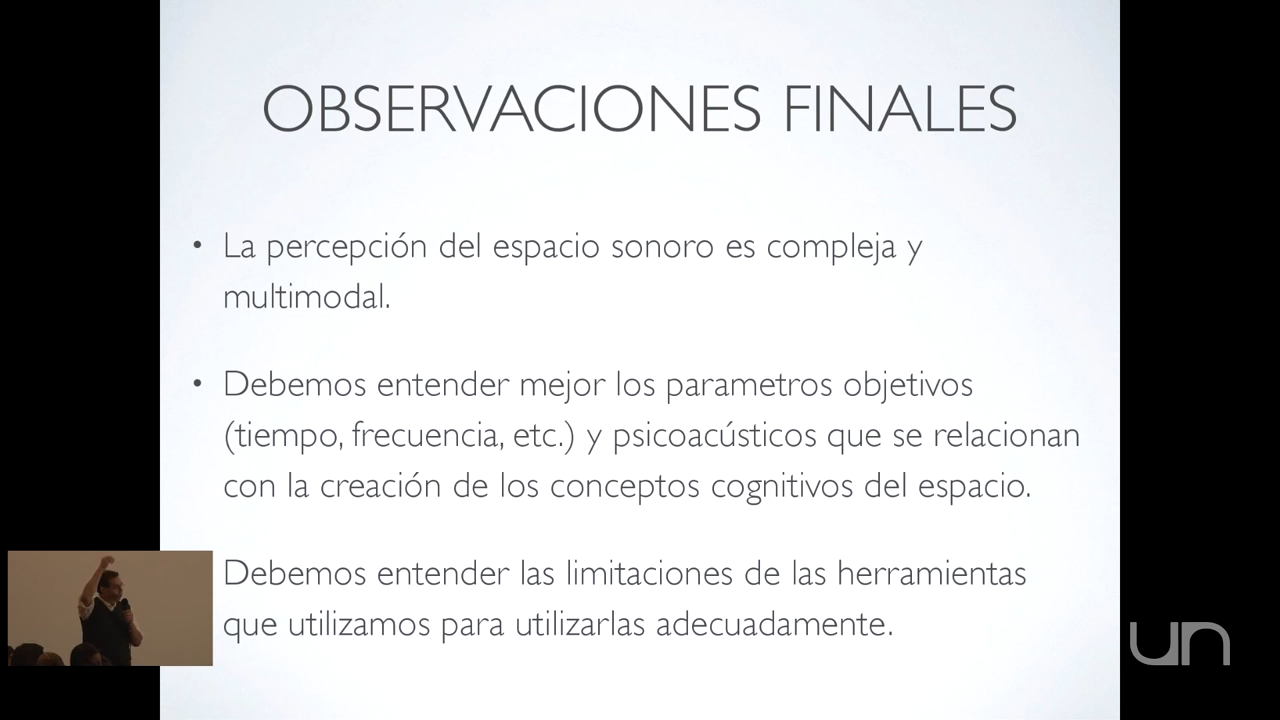 OBSERVACIONES FINALES
• La percepción del espacio sonoro es compleja y
multimodal.
• Debemos entender mejor los parametros objetivos
(tiempo, frecuencia, etc.) y psicoacústicos que se relacionan
con la creación de los conceptos cognitivos del espacio.
Debemos entender las limitaciones de las herramientas
que utilizamos para utilizarlas adecuadamente.
un